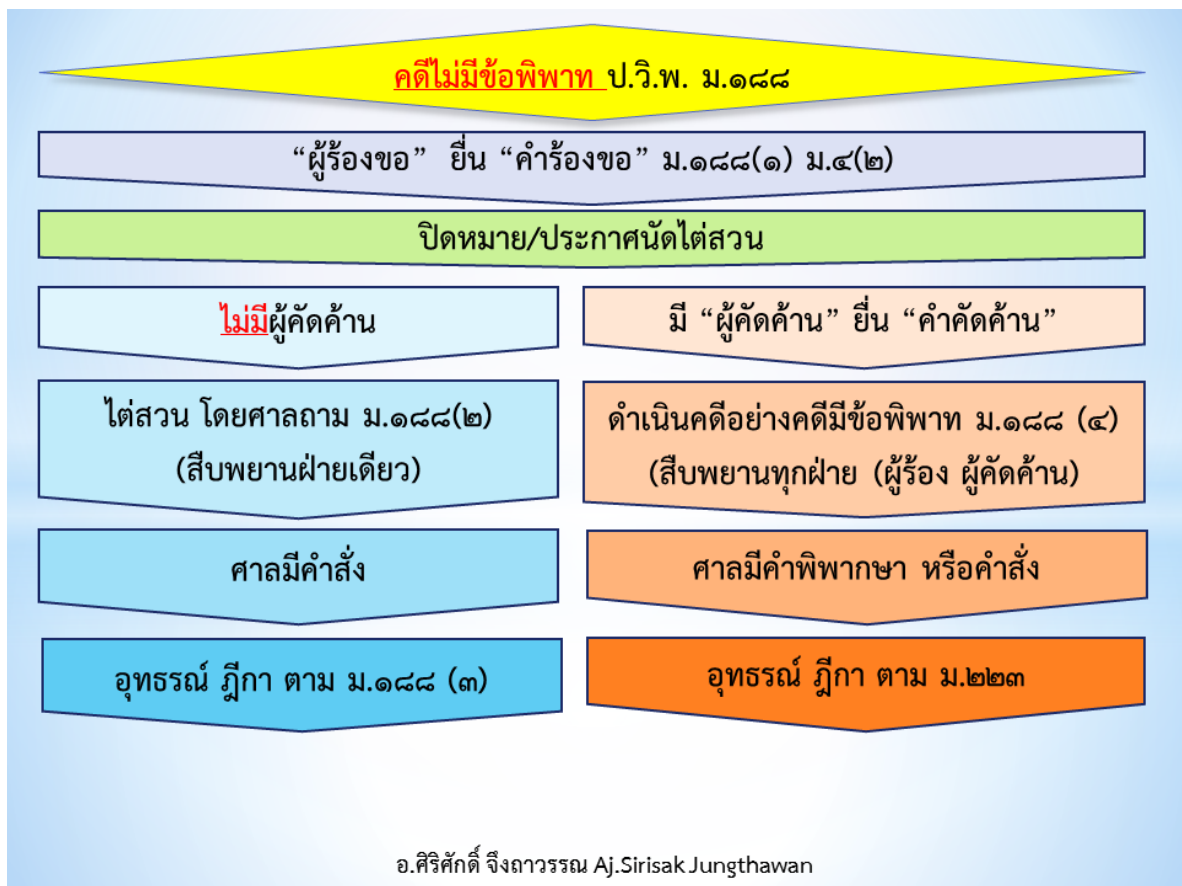 คดีไม่มีข้อพิพาท ป.วิ.พ. ม.๑๘๘
“ผู้ร้องขอ” ยื่น “คำร้องขอ” ม.๑๘๘(๑) ม.๔(๒)
ปิดหมาย/ประกาศนัดไต่สวน
ไม่มีผู้คัดค้าน
ไต่สวน โดยศาลถาม ม.๑๘๘(๒)
(สืบพยานฝ่ายเดียว)
ศาลมีคำสั่ง
อุทธรณ์ ฎีกา ตาม ม.๑๘๘ (๓)
มี “ผู้คัดค้าน” ยื่น “คำคัดค้าน”
ดำเนินคดีอย่างคดีมีข้อพิพาท ม.๑๘๘ (๔)
(สืบพยานทุกฝ่าย (ผู้ร้อง ผู้คัดค้าน)
ศาลมีคำพิพากษา หรือคำสั่ง
อุทธรณ์ ฎีกา ตาม ม.๒๒๓
อ.ศิริศักดิ์ จึงถาวรรณ Aj.Sirisak Jungthawan